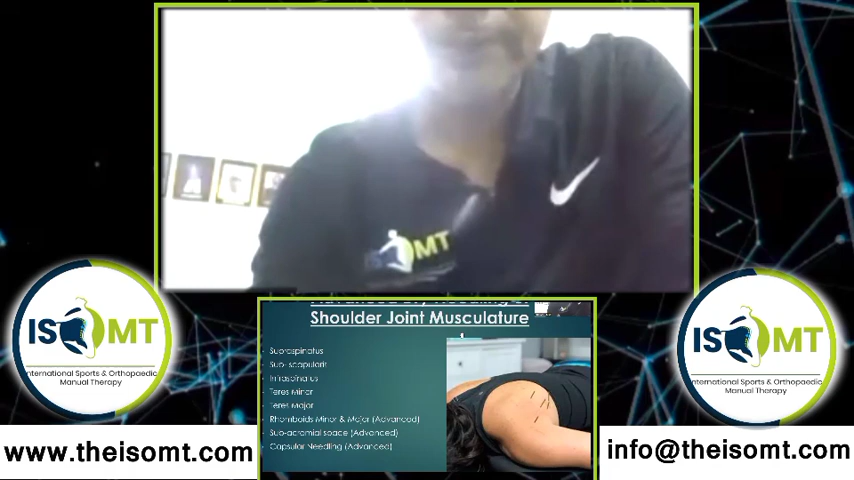 MT
Shoulder Joint Musculature
Supraspinatus
Sub-scapularis
Infraspinatus
Teres Minor
Teres Major
Rhomboids Minor & Major (Advanced)
Sub-acromial space (Advanced)
Capsular Needling (Advanced)
ISOMT
International Sports & Orthopaedic
Manual Therapy
ISOMT
International Sports & Orthopaedic
Manual Therapy
www.theisomt.com
info@theisomt.com